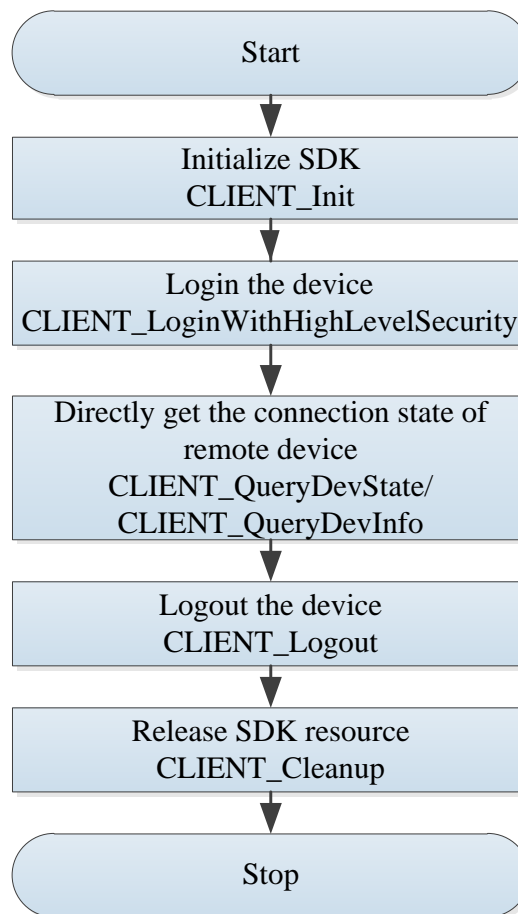 Start
Initialize SDK
CLIENT_Init
Login the device
CLIENT_LoginWithHighLevelSecurity
Directly get the connection state of
remote device
CLIENT_QueryDevState/
CLIENT_QueryDevInfo
Logout the device
CLIENT_Logout
Release SDK resource
CLIENT_Cleanup
Stop